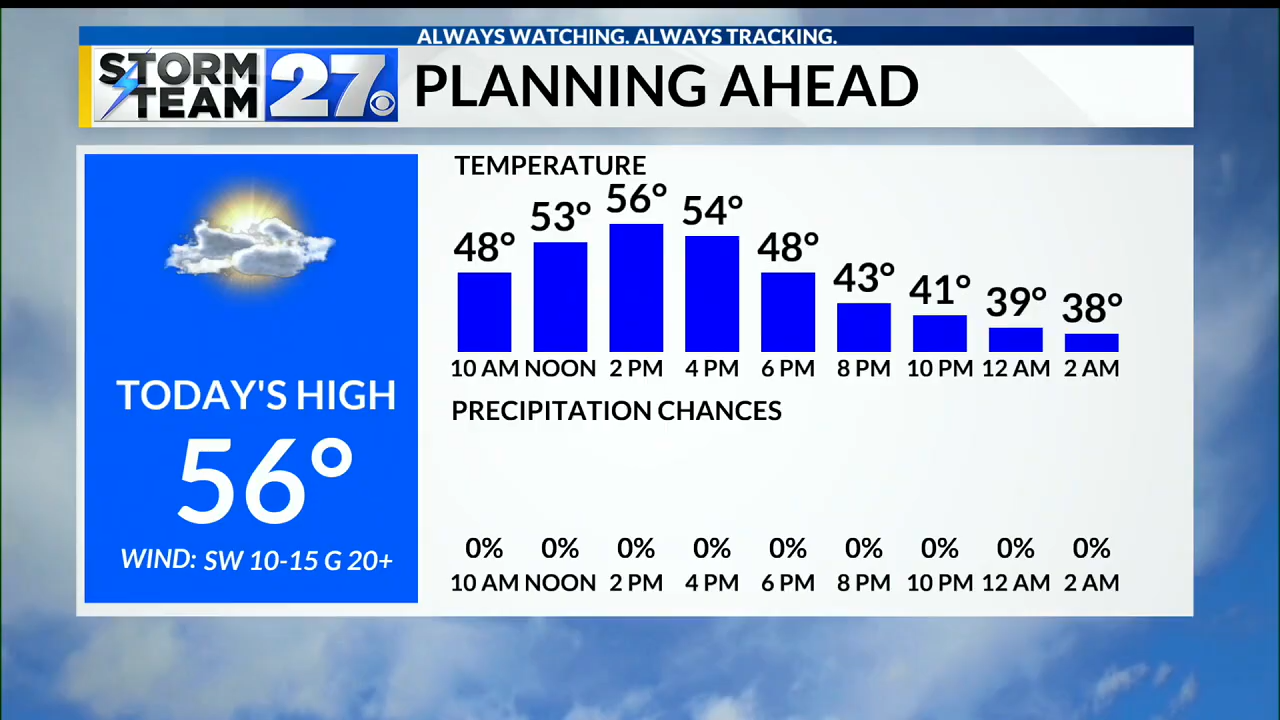 ALWAYS WATCHING. ALWAYS TRACKING.
STORM
TEAM
27
PLANNING AHEAD
TODAY'S HIGH
56°
WIND: SW 10-15 G 20+
TEMPERATURE
48° 53° 56° 54° 48° 43° 41° 39° 38°
10 AM NOON 2 PM 4 PM 6 PM 8 PM 10 PM 12 AM 2 AM
PRECIPITATION CHANCES
0% 0% 0% 0% 0% 0% 0% 0% 0%
10 AM NOON 2 PM 4 PM 6 PM 8 PM 10 PM 12 AM 2 AM